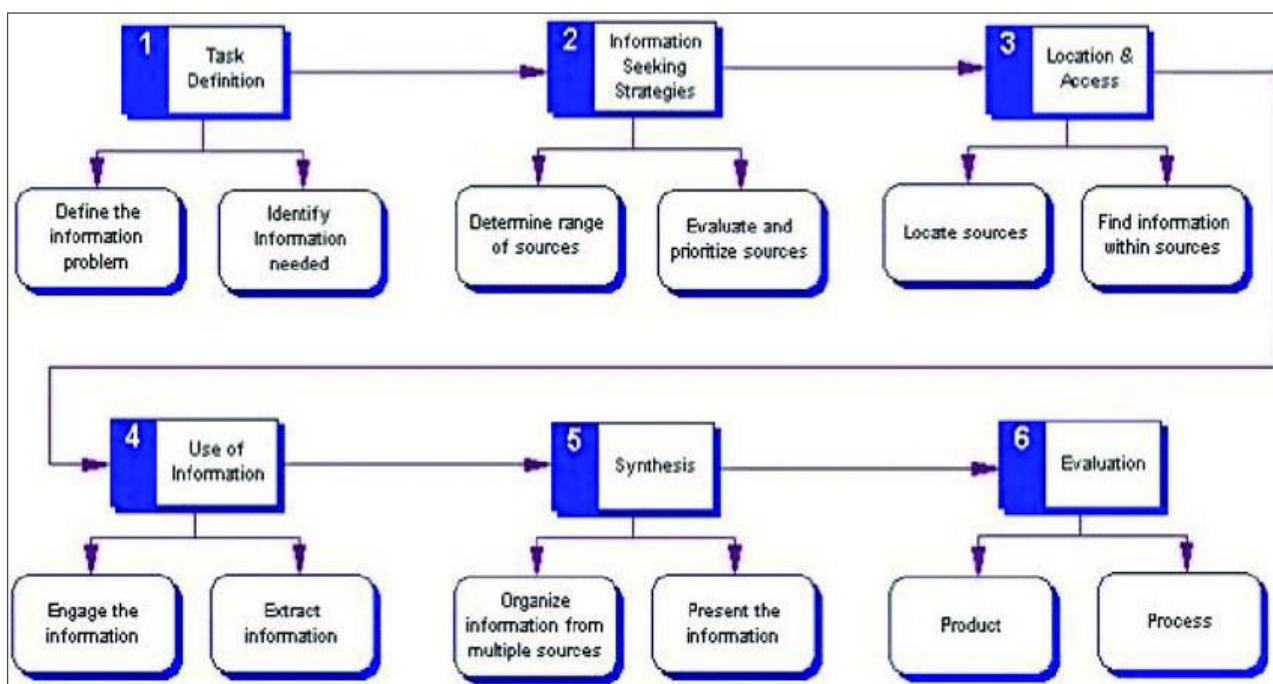 1
Task
Definition
2
Information
Seeking
Strategies
3
Location &
Access
Define the
information
problem
Identify
Information
needed
Determine range
of sources
Evaluate and
prioritize sources
Locate sources
Find information
within sources
4
Use of
Information
5
Synthesis
6
Evaluation
Engage the
information
Extract
information
Organize
information from
multiple sources
Present the
information
Product
Process